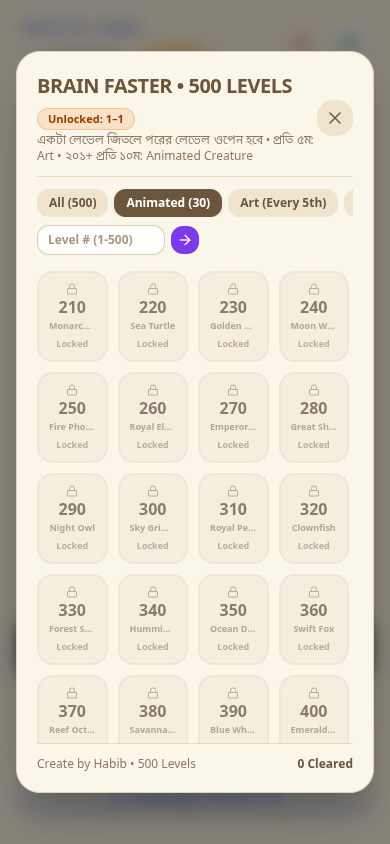 BRAIN FASTER • 500 LEVELS
Unlocked: 1–1
একটা লেভেল জিতলে পরের লেভেল ওপেন হবে • প্রতি ৫ম:
Art • ২০১+ প্রতি ১০ম: Animated Creature
All (500) Animated (30) Art (Every 5th)
Level # (1-500)
210 220 230 240
Monarc... Sea Turtle Golden ... Moon W...
Locked Locked Locked Locked
250 260 270 280
Fire Pho... Royal El... Emperor... Great Sh...
Locked Locked Locked Locked
290 300 310 320
Night Owl Sky Gri... Royal Pe... Clownfish
Locked Locked Locked Locked
330 340 350 360
Forest S... Hummi... Ocean D... Swift Fox
Locked Locked Locked Locked
370 380 390 400
Reef Oct... Savanna... Blue Wh... Emerald...
Create by Habib • 500 Levels 0 Cleared